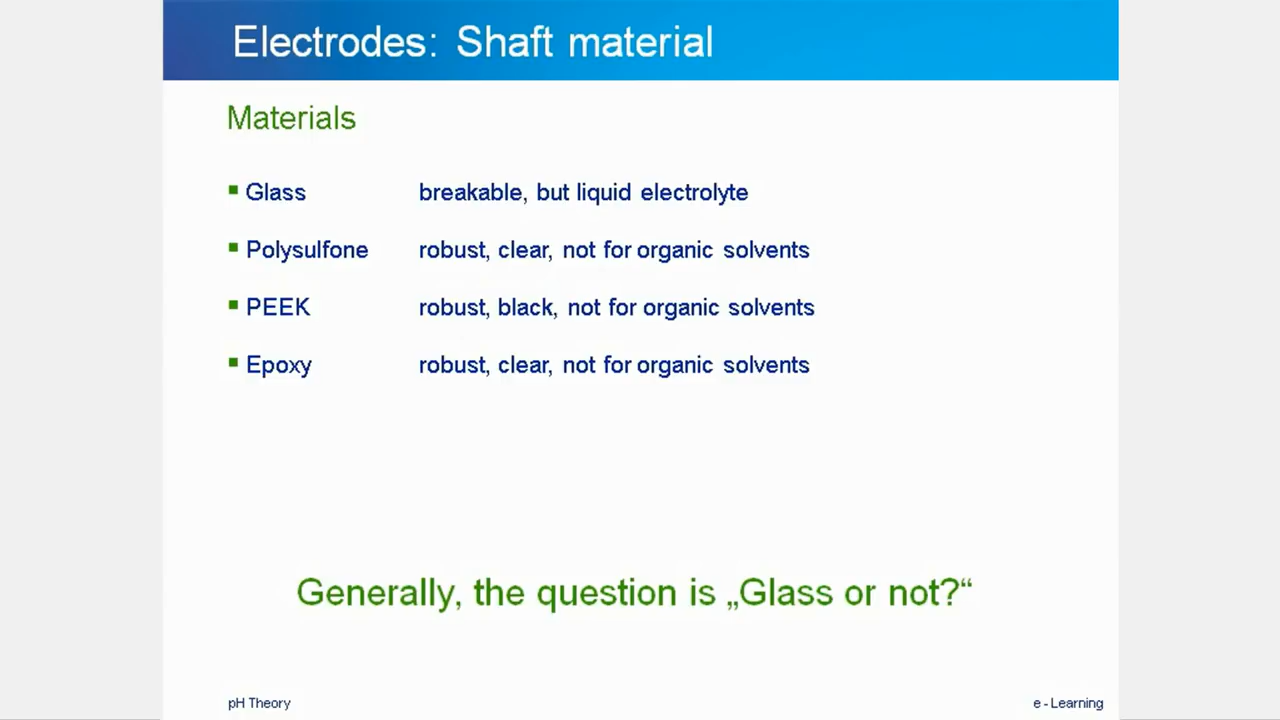 Electrodes: Shaft material
Materials
Glass breakable, but liquid electrolyte
Polysulfone robust, clear, not for organic solvents
PEEK robust, black, not for organic solvents
Epoxy robust, clear, not for organic solvents
Generally, the question is „Glass or not?“
pH Theory e - Learning